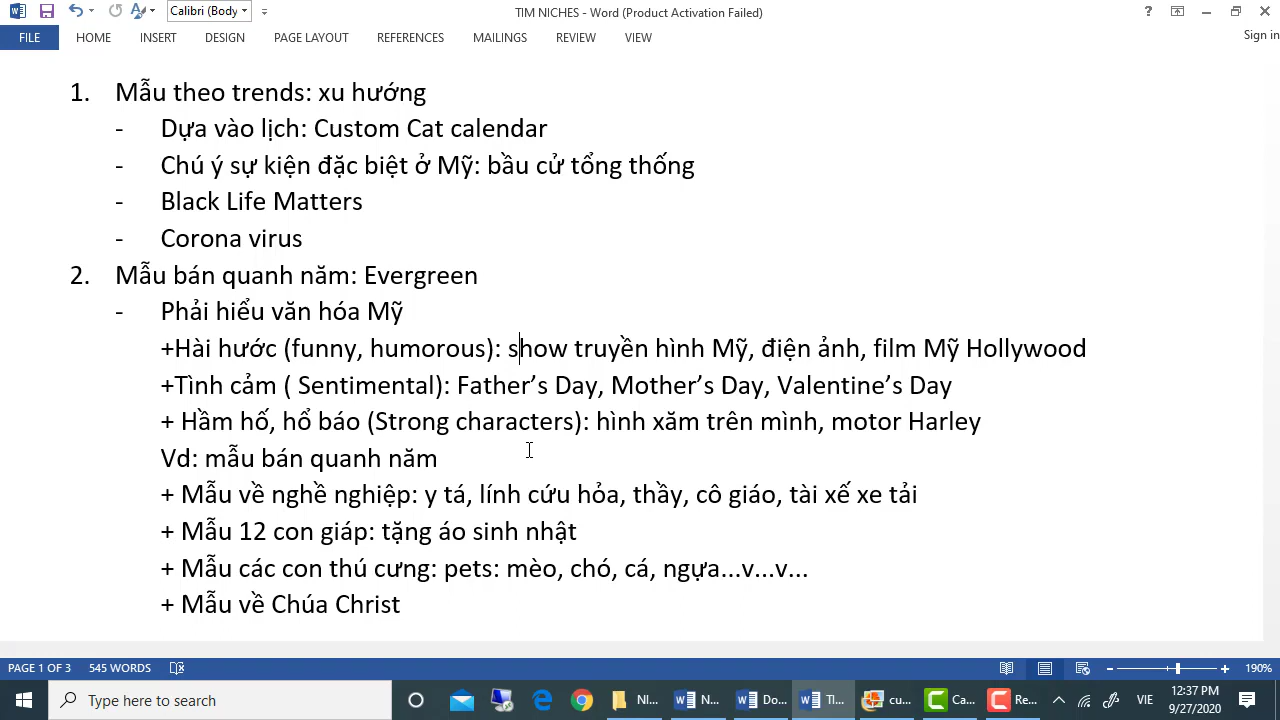 Calibri (Body
TIM NICHES - Word (Product Activation Failed)
?
FILE
HOME
INSERT
DESIGN
PAGE LAYOUT
REFERENCES
MAILINGS
REVIEW
VIEW
Sign in
1. Mẫu theo trends: xu hướng
- Dựa vào lịch: Custom Cat calendar
- Chú ý sự kiện đặc biệt ở Mỹ: bầu cử tổng thống
- Black Life Matters
- Corona virus
2. Mẫu bán quanh năm: Evergreen
- Phải hiểu văn hóa Mỹ
+Hài hước (funny, humorous): show truyền hình Mỹ, điện ảnh, film Mỹ Hollywood
+Tình cảm ( Sentimental): Father’s Day, Mother’s Day, Valentine’s Day
+ Hầm hố, hổ báo (Strong characters): hình xăm trên mình, motor Harley
Vd: mẫu bán quanh năm
+ Mẫu về nghề nghiệp: y tá, lính cứu hỏa, thầy, cô giáo, tài xế xe tải
+ Mẫu 12 con giáp: tặng áo sinh nhật
+ Mẫu các con thú cưng: pets: mèo, chó, cá, ngựa...v...v...
+ Mẫu về Chúa Christ
PAGE 1 OF 3
545 WORDS
190%
Type here to search
NI...
N...
Do...
TI...
cu...
Ca...
Re...
VIE
12:37 PM
9/27/2020